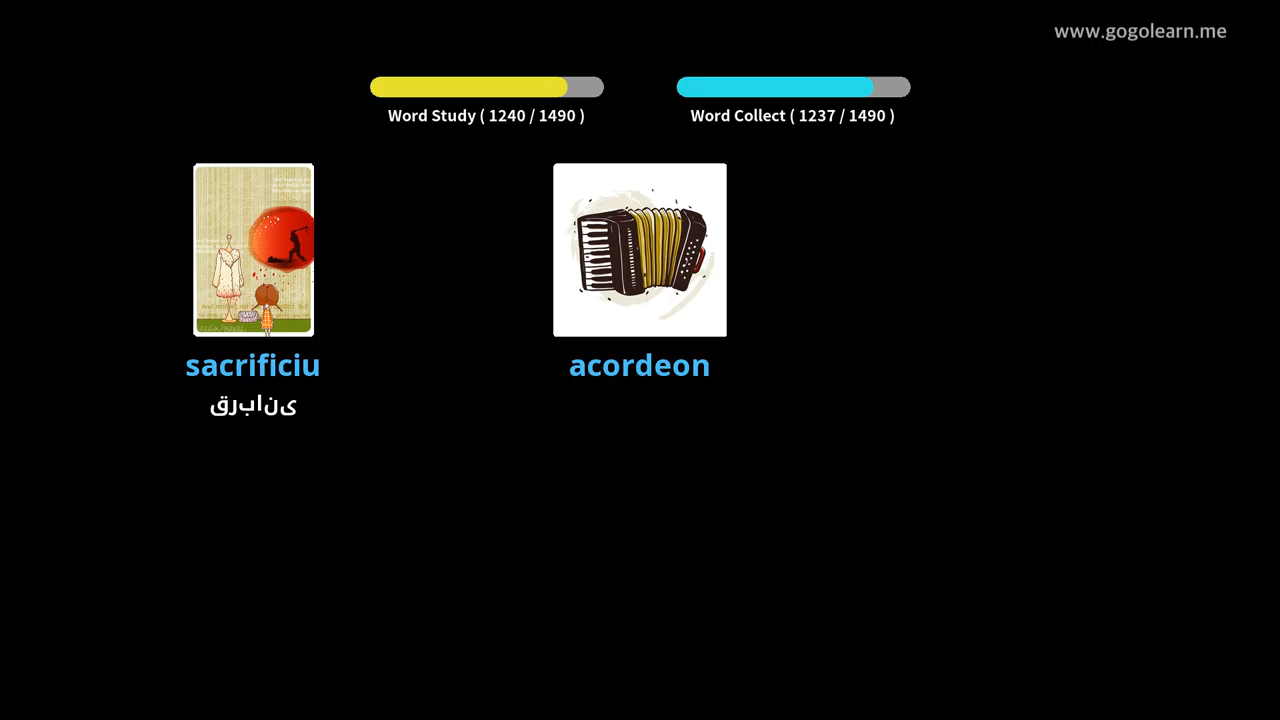 www.gogolearn.me
Word Study ( 1240 / 1490 )
Word Collect ( 1237 / 1490 )
sacrificiu
acordeon
قربانی